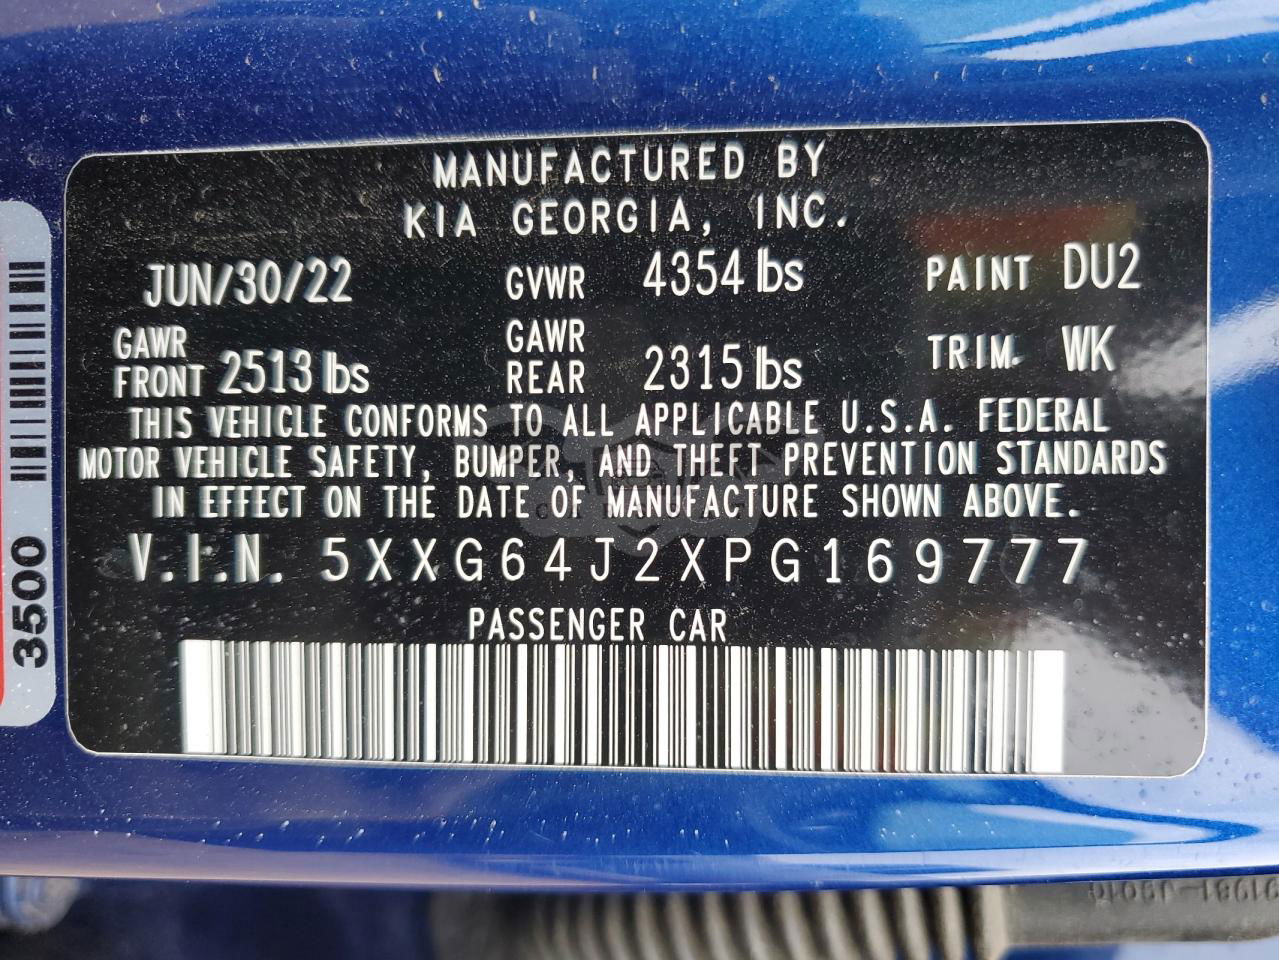 MANUFACTURED BY
KIA GEORGIA, INC.
JUN/30/22 GVWR 4354 lbs PAINT DU2
GAWR FRONT 2513 lbs GAWR REAR 2315 lbs TRIM. WK
THIS VEHICLE CONFORMS TO ALL APPLICABLE U.S.A. FEDERAL
MOTOR VEHICLE SAFETY, BUMPER, AND THEFT PREVENTION STANDARDS
IN EFFECT ON THE DATE OF MANUFACTURE SHOWN ABOVE.
V.I.N. 5XXG64J2XPG169777
PASSENGER CAR
3500